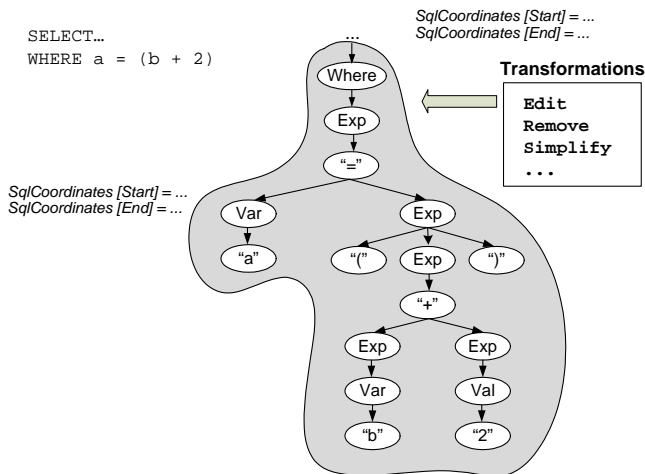 SELECT…
WHERE a = (b + 2)
SqlCoordinates [Start] = ...
SqlCoordinates [End] = ...
...
Where
Transformations
Edit
Remove
Simplify
...
Exp
“=”
SqlCoordinates [Start] = ...
SqlCoordinates [End] = ...
Var
Exp
“a”
“(”
Exp
“)”
“+”
Exp
Exp
Var
Val
“b”
“2”